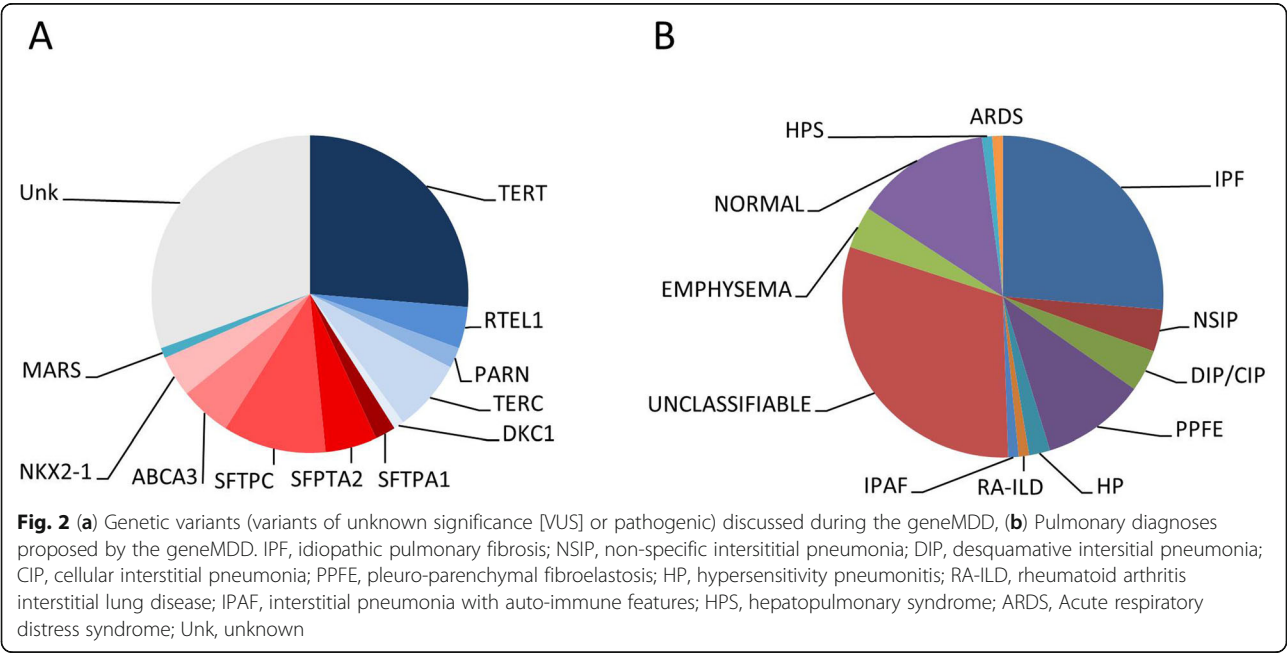 A
B
Unk
TERT
RTEL1
PARN
TERC
DKC1
SFTPA1
SFPTA2
SFTPC
ABCA3
NKX2-1
MARS
ARDS
HPS
IPF
NORMAL
EMPHYSEMA
NSIP
DIP/CIP
UNCLASSIFIABLE
PPFE
IPAF
RA-ILD
HP
Fig. 2 (a) Genetic variants (variants of unknown significance [VUS] or pathogenic) discussed during the geneMDD, (b) Pulmonary diagnoses
proposed by the geneMDD. IPF, idiopathic pulmonary fibrosis; NSIP, non-specific intersititial pneumonia; DIP, desquamative intersitial pneumonia;
CIP, cellular interstitial pneumonia; PPFE, pleuro-parenchymal fibroelastosis; HP, hypersensitivity pneumonitis; RA-ILD, rheumatoid arthritis
interstitial lung disease; IPAF, interstitial pneumonia with auto-immune features; HPS, hepatopulmonary syndrome; ARDS, Acute respiratory
distress syndrome; Unk, unknown